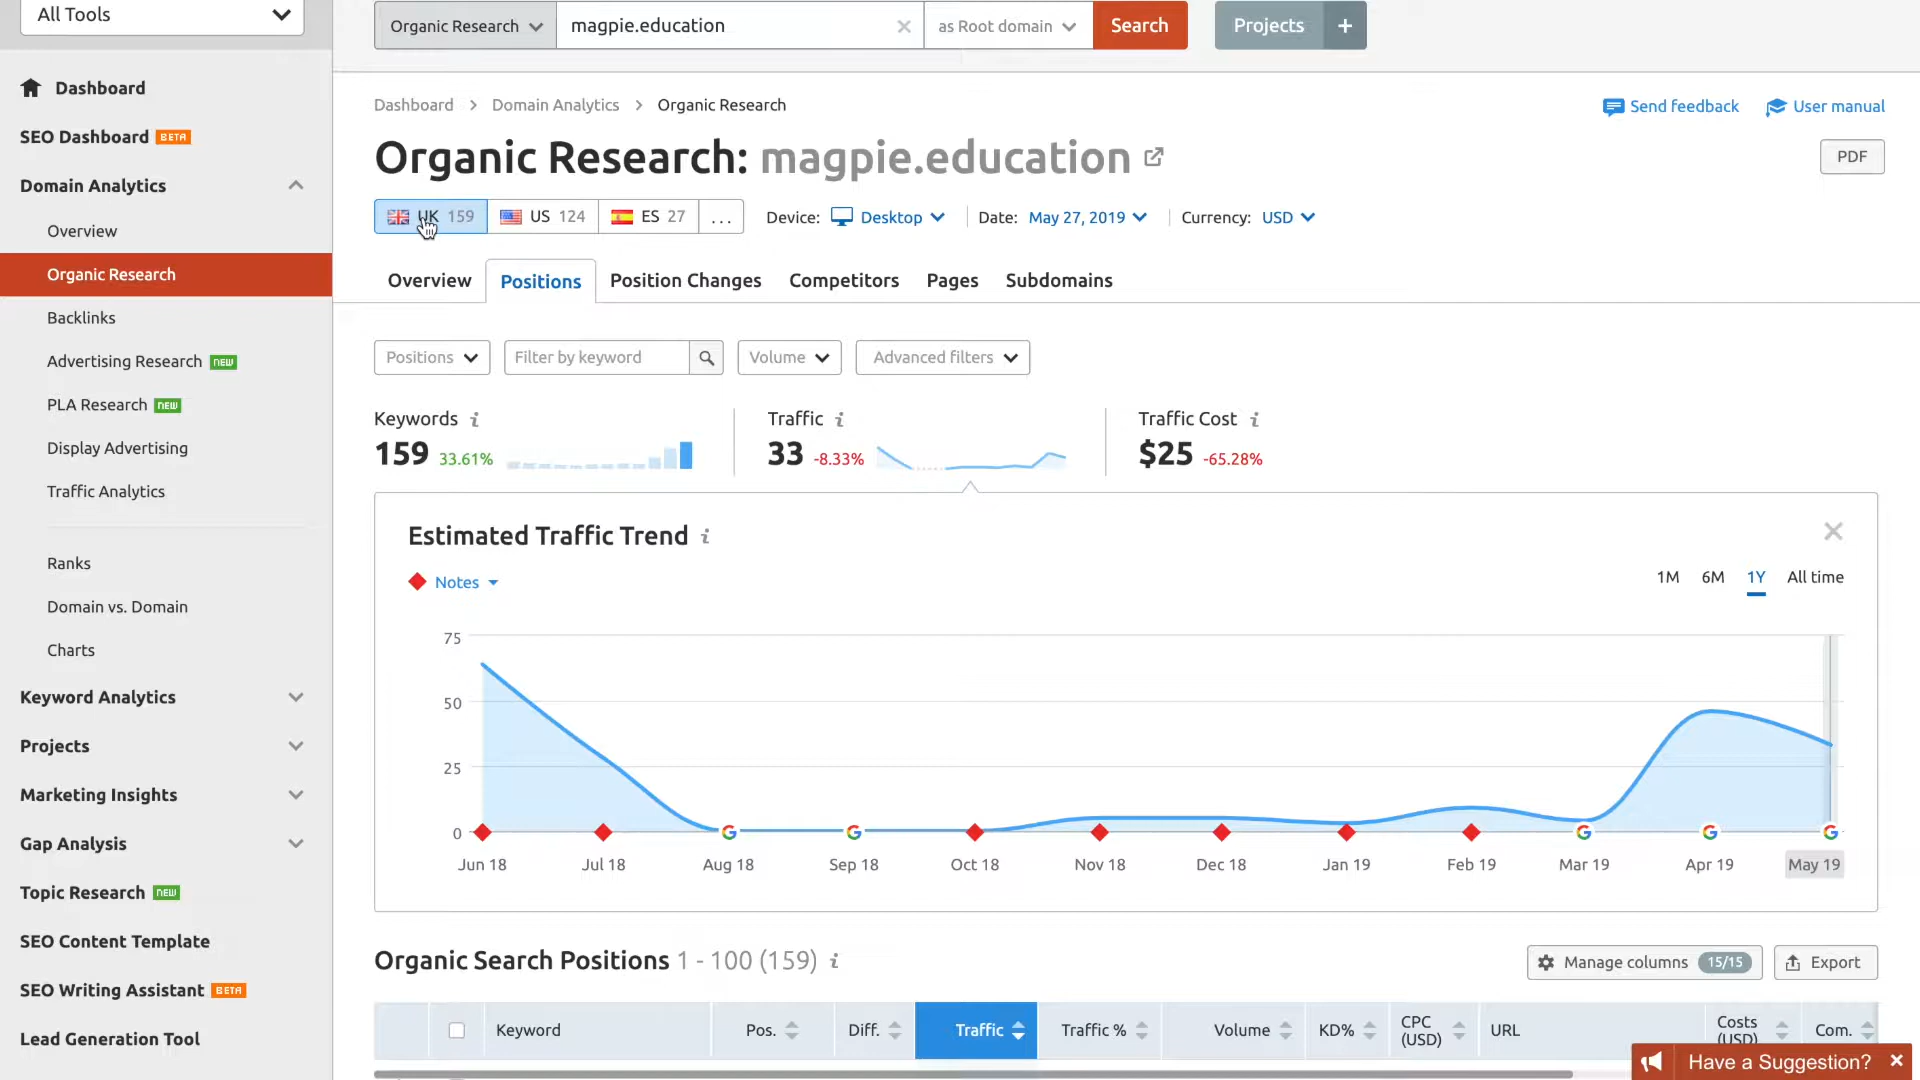 All Tools
Organic Research
magpie.education
as Root domain
Search
Projects
+
Dashboard
SEO Dashboard BETA
Domain Analytics
Overview
Organic Research
Backlinks
Advertising Research new
PLA Research new
Display Advertising
Traffic Analytics
Ranks
Domain vs. Domain
Charts
Keyword Analytics
Projects
Marketing Insights
Gap Analysis
Topic Research new
SEO Content Template
SEO Writing Assistant BETA
Lead Generation Tool
Dashboard > Domain Analytics > Organic Research
Send feedback
User manual
Organic Research: magpie.education
PDF
UK 159
US 124
ES 27
...
Device: Desktop
Date: May 27, 2019
Currency: USD
Overview
Positions
Position Changes
Competitors
Pages
Subdomains
Positions
Filter by keyword
Volume
Advanced filters
Keywords i
159 33.61%
Traffic i
33 -8.33%
Traffic Cost i
$25 -65.28%
Estimated Traffic Trend i
Notes
1M 6M 1Y All time
75
50
25
0
Jun 18 Jul 18 Aug 18 Sep 18 Oct 18 Nov 18 Dec 18 Jan 19 Feb 19 Mar 19 Apr 19 May 19
Organic Search Positions 1 - 100 (159) i
Manage columns 15/15
Export
Keyword
Pos.
Diff.
Traffic
Traffic %
Volume
KD%
CPC
(USD)
URL
Costs
(USD)
Com.
Have a Suggestion?